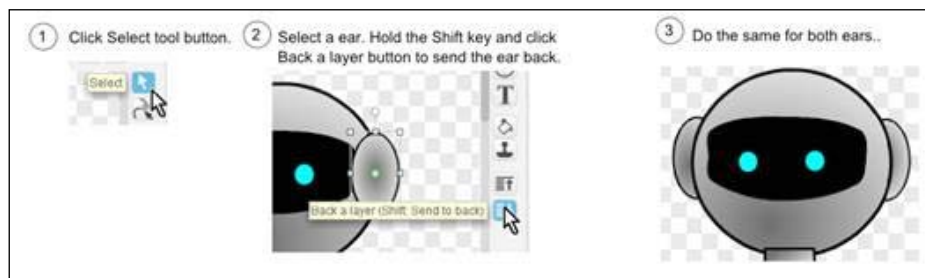 1 Click Select tool button.
Select
2 Select a ear. Hold the Shift key and click
Back a layer button to send the ear back.
T
Back a layer (Shift: Send to back)
3 Do the same for both ears..